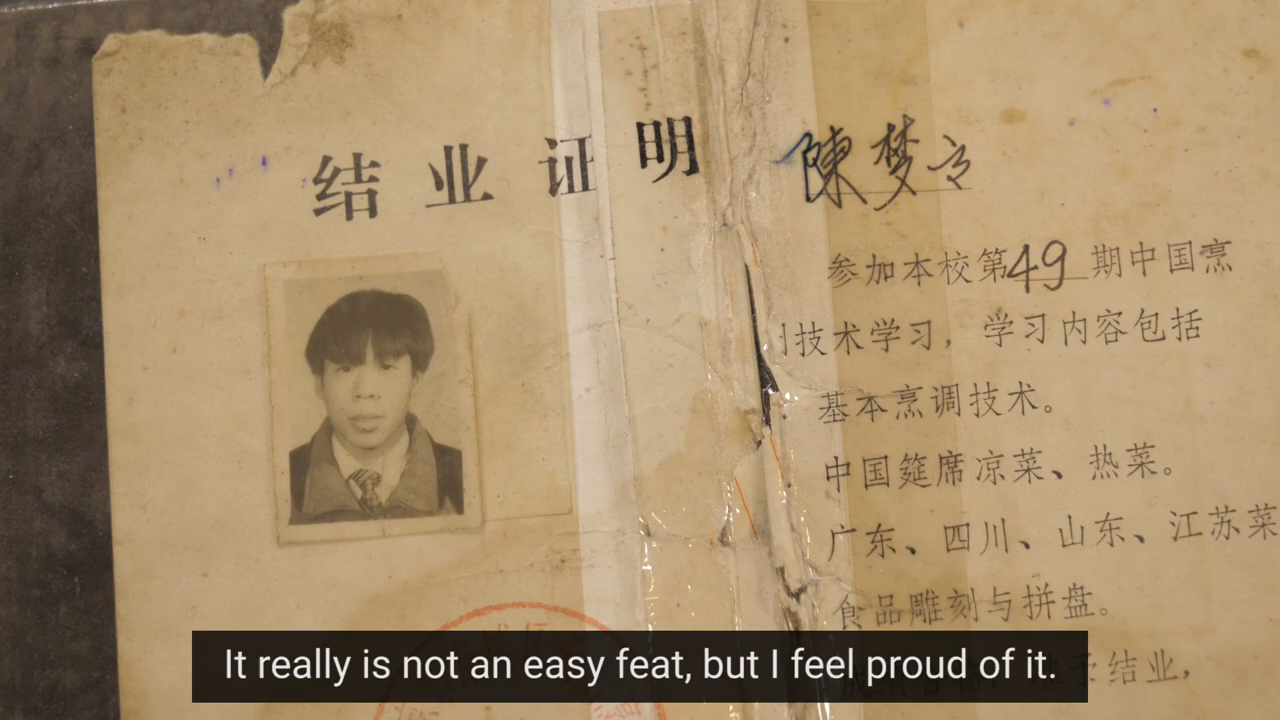 结业证明
陳梦立
参加本校第49期中国烹
技术学习，学习内容包括
基本烹调技术。
中国筵席凉菜、热菜。
广东、四川、山东、江苏菜
食品雕刻与拼盘。
予结业，
It really is not an easy feat, but I feel proud of it.